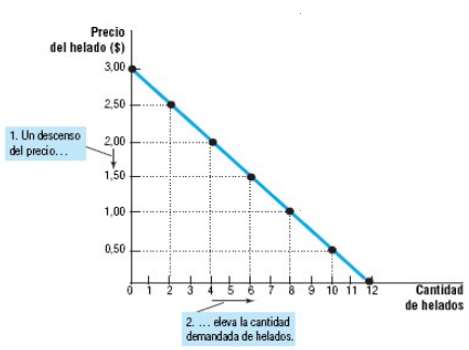 Precio
del helado ($)
3,00
2,50
1. Un descenso
del precio…
2,00
1,50
1,00
0,50
0 1 2 3 4 5 6 7 8 9 10 11 12
Cantidad
de helados
2. … eleva la cantidad
demandada de helados.